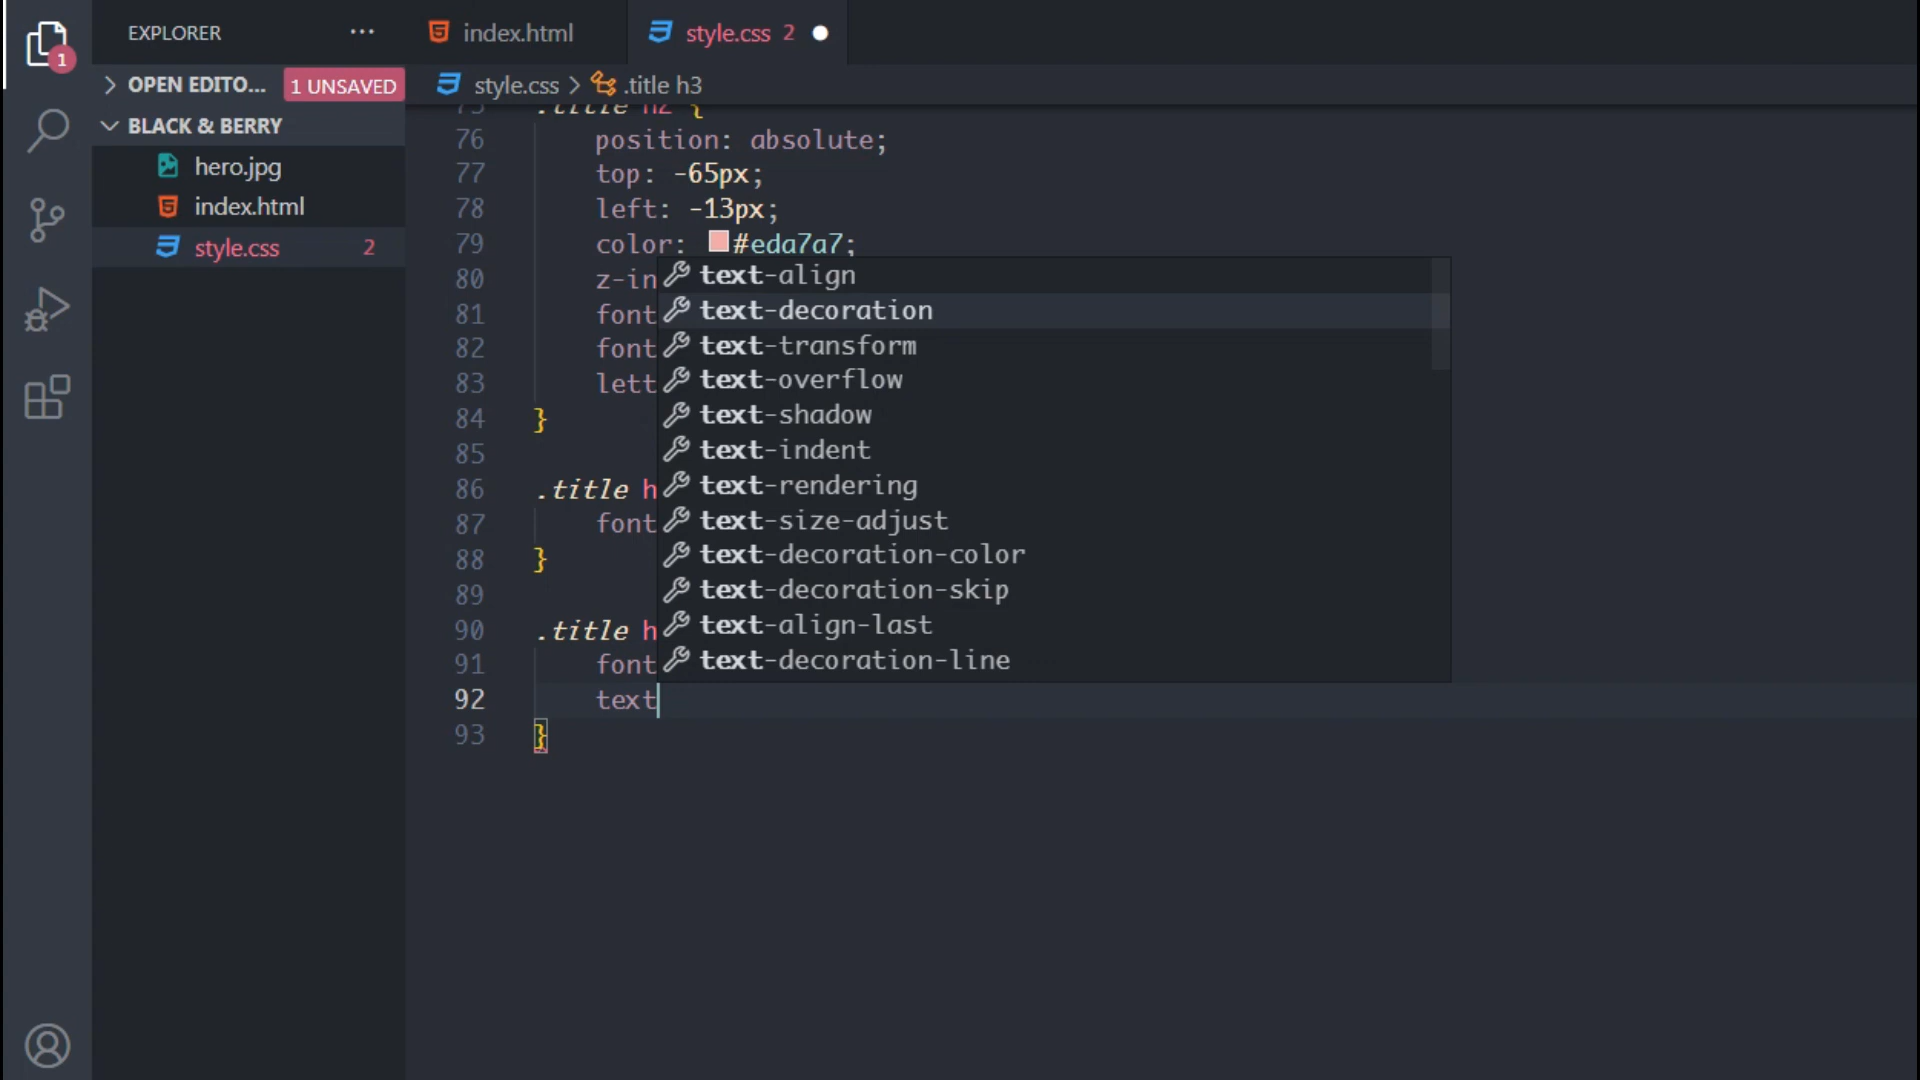 EXPLORER
index.html
style.css 2
1
OPEN EDITO... 1 UNSAVED
style.css > .title h3
BLACK & BERRY
hero.jpg
index.html
style.css 2
75 .title h2 {
76 position: absolute;
77 top: -65px;
78 left: -13px;
79 color: #eda7a7;
80 z-in
81 font
82 font
83 lett
84 }
85
86 .title h
87 font
88 }
89
90 .title h
91 font
92 text
93 }
text-align
text-decoration
text-transform
text-overflow
text-shadow
text-indent
text-rendering
text-size-adjust
text-decoration-color
text-decoration-skip
text-align-last
text-decoration-line